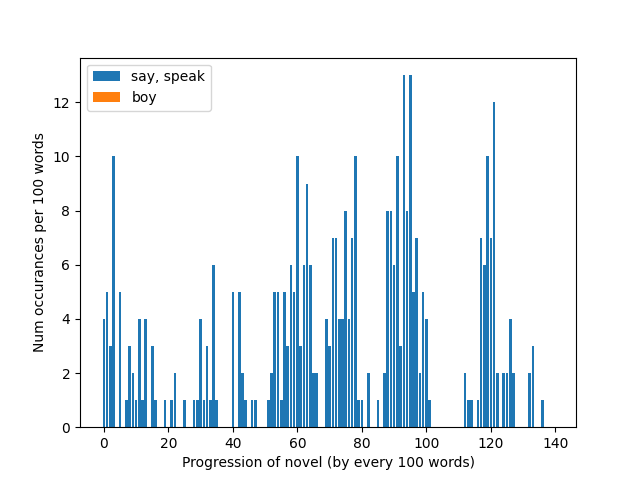 say, speak
boy
12
10
8
6
4
2
0
Num occurances per 100 words
0 20 40 60 80 100 120 140
Progression of novel (by every 100 words)